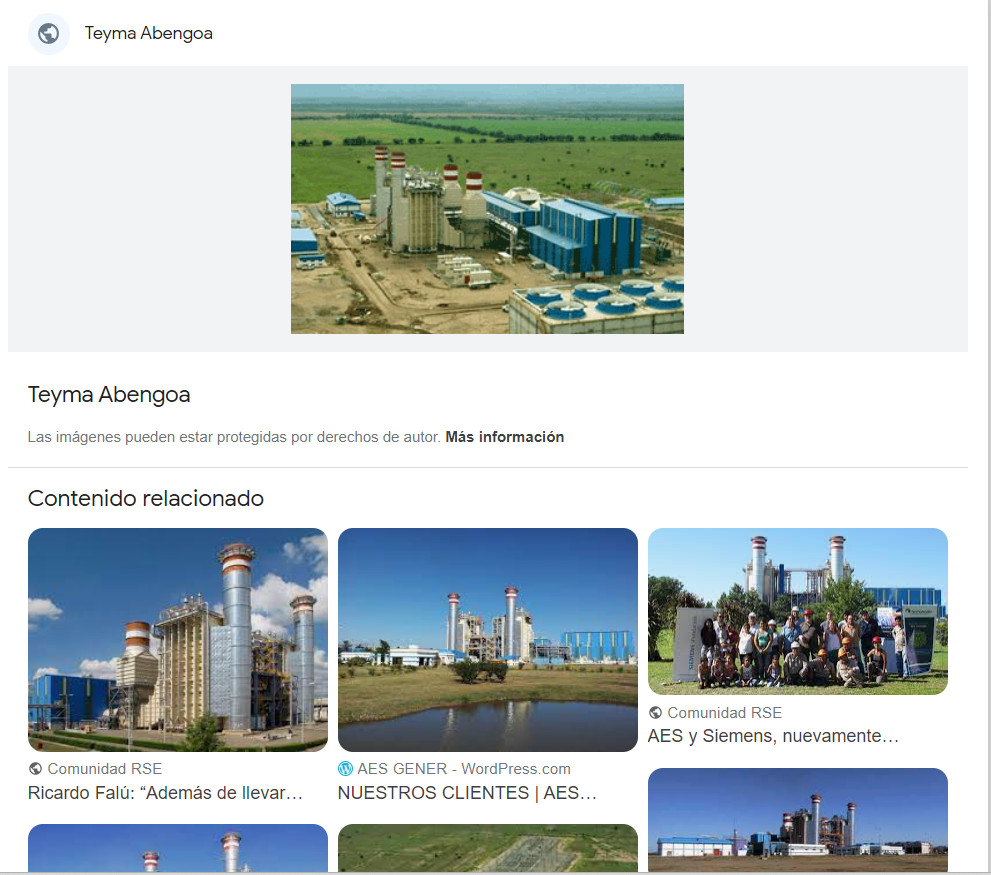 Teyma Abengoa
Teyma Abengoa
Las imágenes pueden estar protegidas por derechos de autor. Más información
Contenido relacionado
Comunidad RSE
Ricardo Falú: “Además de llevar…
AES GENER - WordPress.com
NUESTROS CLIENTES | AES…
Comunidad RSE
AES y Siemens, nuevamente…